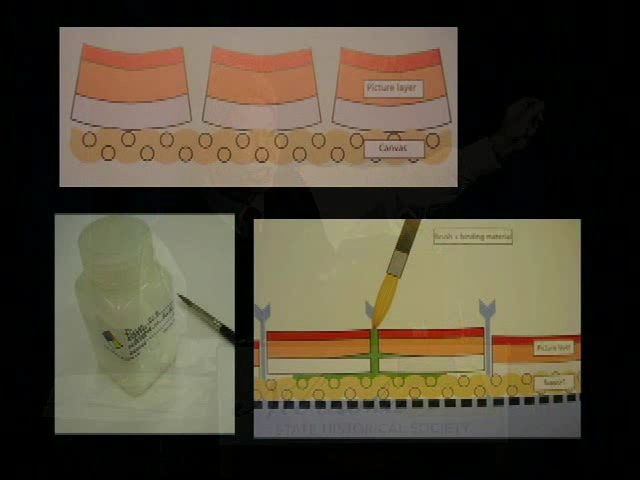 Picture layer
Canvas
Brush + binding material
Picture layer
Support
STATE HISTORICAL SOCIETY